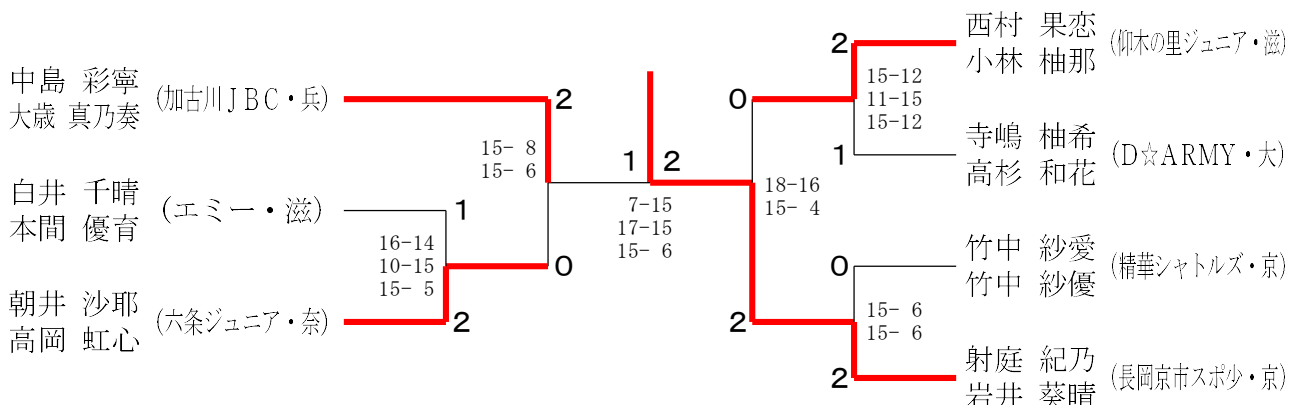 中島 彩寧
大歳 真乃奏
(加古川JBC・兵)
2
15- 8
15- 6
白井 千晴
本間 優育
(エミー・滋)
1
16-14
10-15
15- 5
0
朝井 沙耶
高岡 虹心
(六条ジュニア・奈)
2
1 2
7-15
17-15
15- 6
西村 果恋
小林 柚那
(仰木の里ジュニア・滋)
2
15-12
11-15
15-12
0
寺嶋 柚希
高杉 和花
(D☆ARMY・大)
1
18-16
15- 4
竹中 紗愛
竹中 紗優
(精華シャトルズ・京)
0
15- 6
15- 6
2
射庭 紀乃
岩井 葵晴
(長岡京市スポ少・京)
2